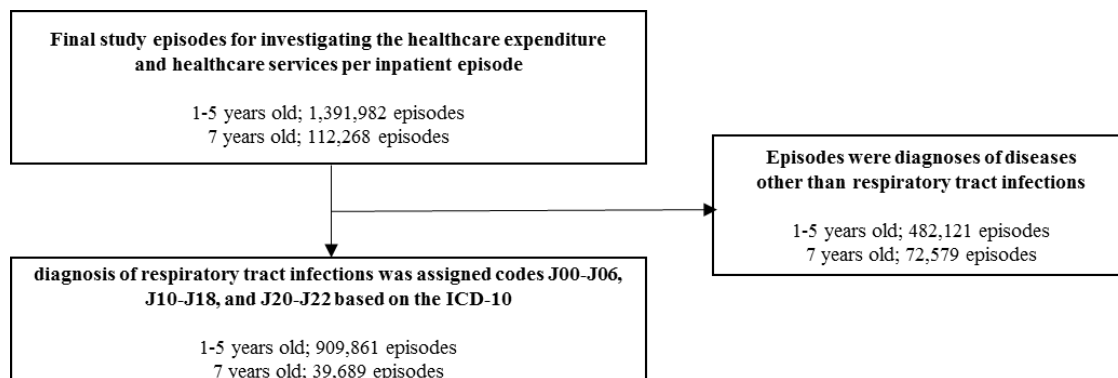 Final study episodes for investigating the healthcare expenditure
and healthcare services per inpatient episode
1-5 years old; 1,391,982 episodes
7 years old; 112,268 episodes
Episodes were diagnoses of diseases
other than respiratory tract infections
1-5 years old; 482,121 episodes
7 years old; 72,579 episodes
diagnosis of respiratory tract infections was assigned codes J00-J06,
J10-J18, and J20-J22 based on the ICD-10
1-5 years old; 909,861 episodes
7 years old; 39,689 episodes